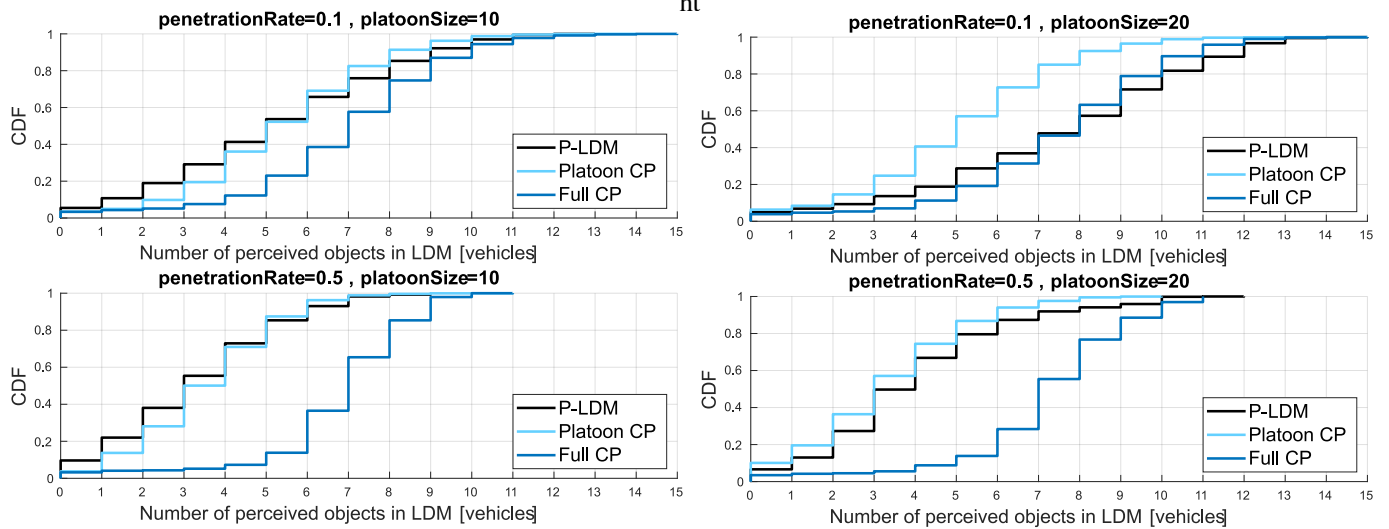 nt
penetrationRate=0.1 , platoonSize=10
1
0.8
0.6
0.4
0.2
0
CDF
P-LDM
Platoon CP
Full CP
0 1 2 3 4 5 6 7 8 9 10 11 12 13 14 15
Number of perceived objects in LDM [vehicles]
penetrationRate=0.1 , platoonSize=20
1
0.8
0.6
0.4
0.2
0
CDF
P-LDM
Platoon CP
Full CP
0 1 2 3 4 5 6 7 8 9 10 11 12 13 14 15
Number of perceived objects in LDM [vehicles]
penetrationRate=0.5 , platoonSize=10
1
0.8
0.6
0.4
0.2
0
CDF
P-LDM
Platoon CP
Full CP
0 1 2 3 4 5 6 7 8 9 10 11 12 13 14 15
Number of perceived objects in LDM [vehicles]
penetrationRate=0.5 , platoonSize=20
1
0.8
0.6
0.4
0.2
0
CDF
P-LDM
Platoon CP
Full CP
0 1 2 3 4 5 6 7 8 9 10 11 12 13 14 15
Number of perceived objects in LDM [vehicles]